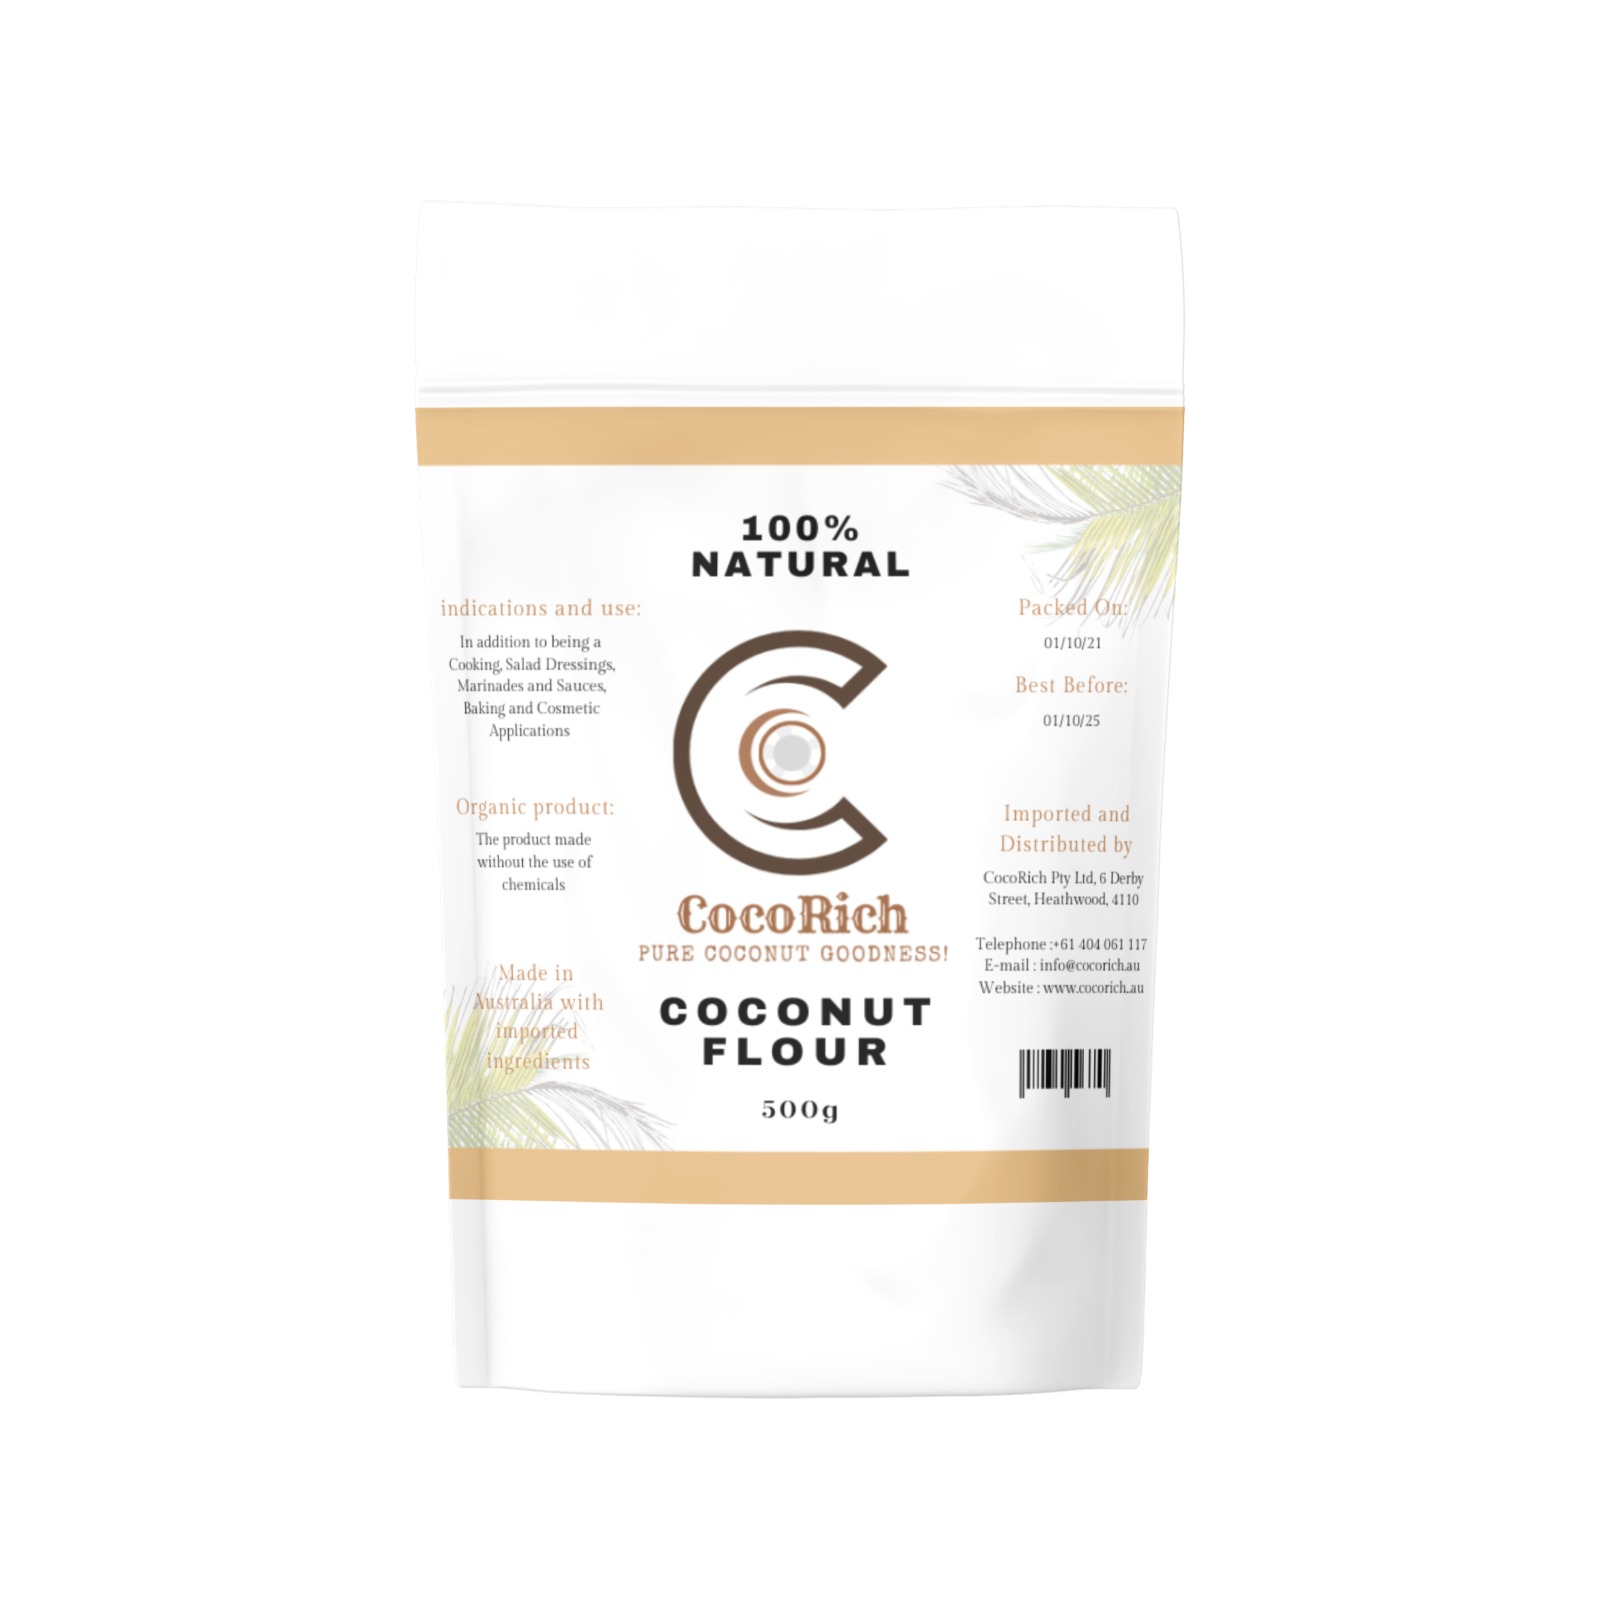 100%
NATURAL
indications and use:
In addition to being a
Cooking, Salad Dressings,
Marinades and Sauces,
Baking and Cosmetic
Applications
Organic product:
The product made
without the use of
chemicals
Made in
Australia with
imported
ingredients
CocoRich
PURE COCONUT GOODNESS!
COCONUT
FLOUR
500g
Packed On:
01/10/21
Best Before:
01/10/25
Imported and
Distributed by
CocoRich Pty Ltd, 6 Derby
Street, Heathwood, 4110
Telephone :+61 404 061 117
E-mail : info@cocorich.au
Website : www.cocorich.au